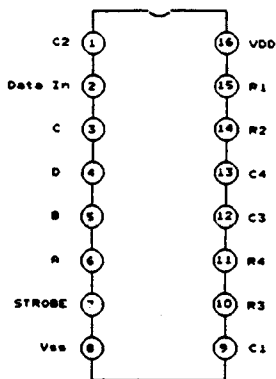 C2 1 16 VDD
Data In 2 15 R1
C 3 14 R2
D 4 13 C4
B 5 12 C3
A 6 11 R4
STROBE 7 10 R3
Vss 8 9 C1